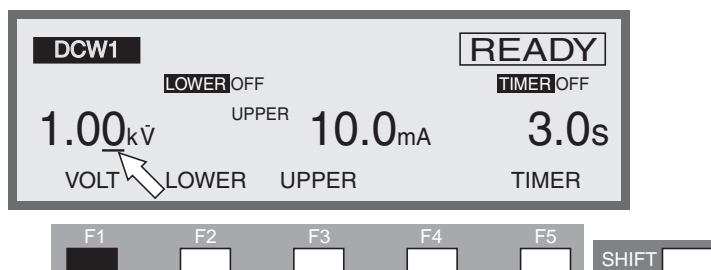 DCW1 READY
LOWER OFF TIMER OFF
1.00kV̄ UPPER 10.0mA 3.0s
VOLT LOWER UPPER TIMER
F1 F2 F3 F4 F5
SHIFT